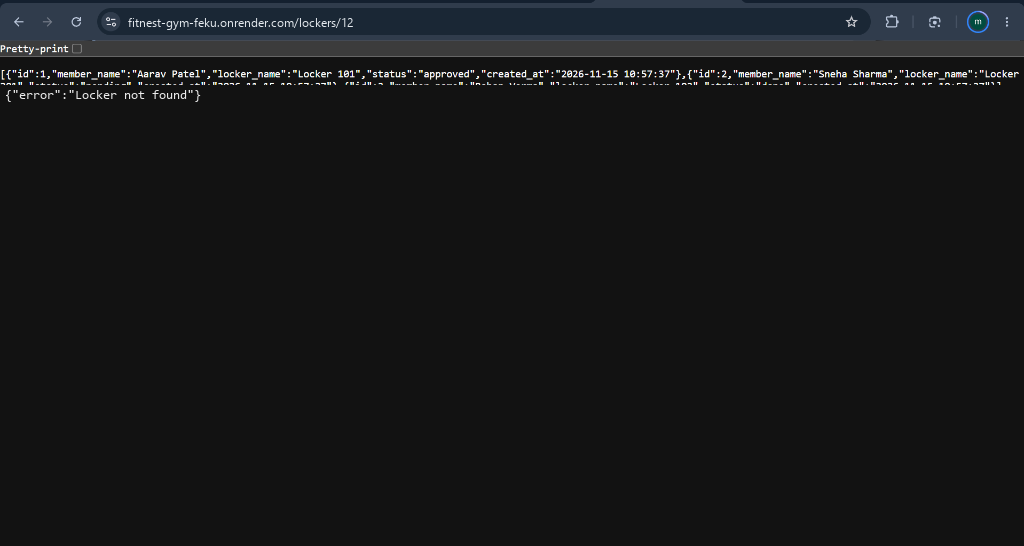 fitnest-gym-feku.onrender.com/lockers/12
m
Pretty-print
[{"id":1,"member_name":"Aarav Patel","locker_name":"Locker 101","status":"approved","created_at":"2026-11-15 10:57:37"},{"id":2,"member_name":"Sneha Sharma","locker_name":"Locker
{"error":"Locker not found"}